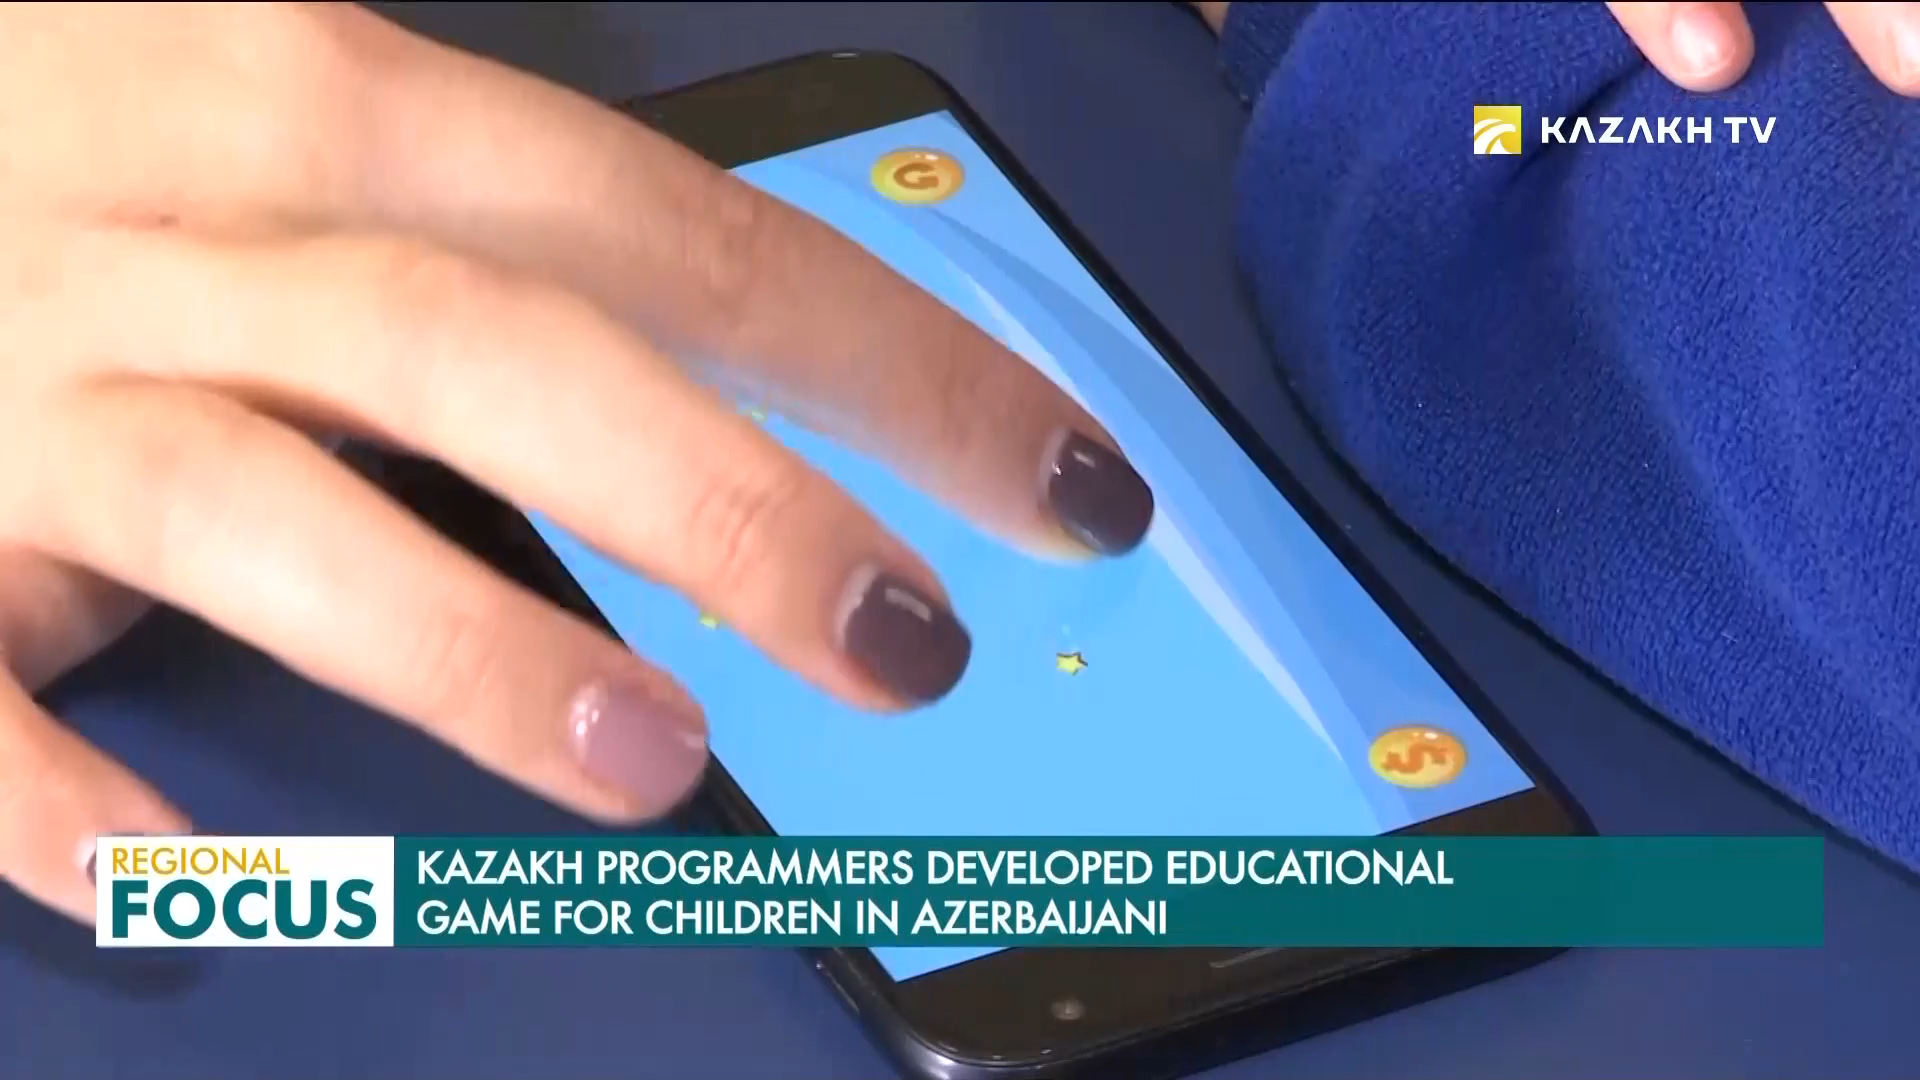 KAZAKH TV
REGIONAL
FOCUS
KAZAKH PROGRAMMERS DEVELOPED EDUCATIONAL
GAME FOR CHILDREN IN AZERBAIJANI